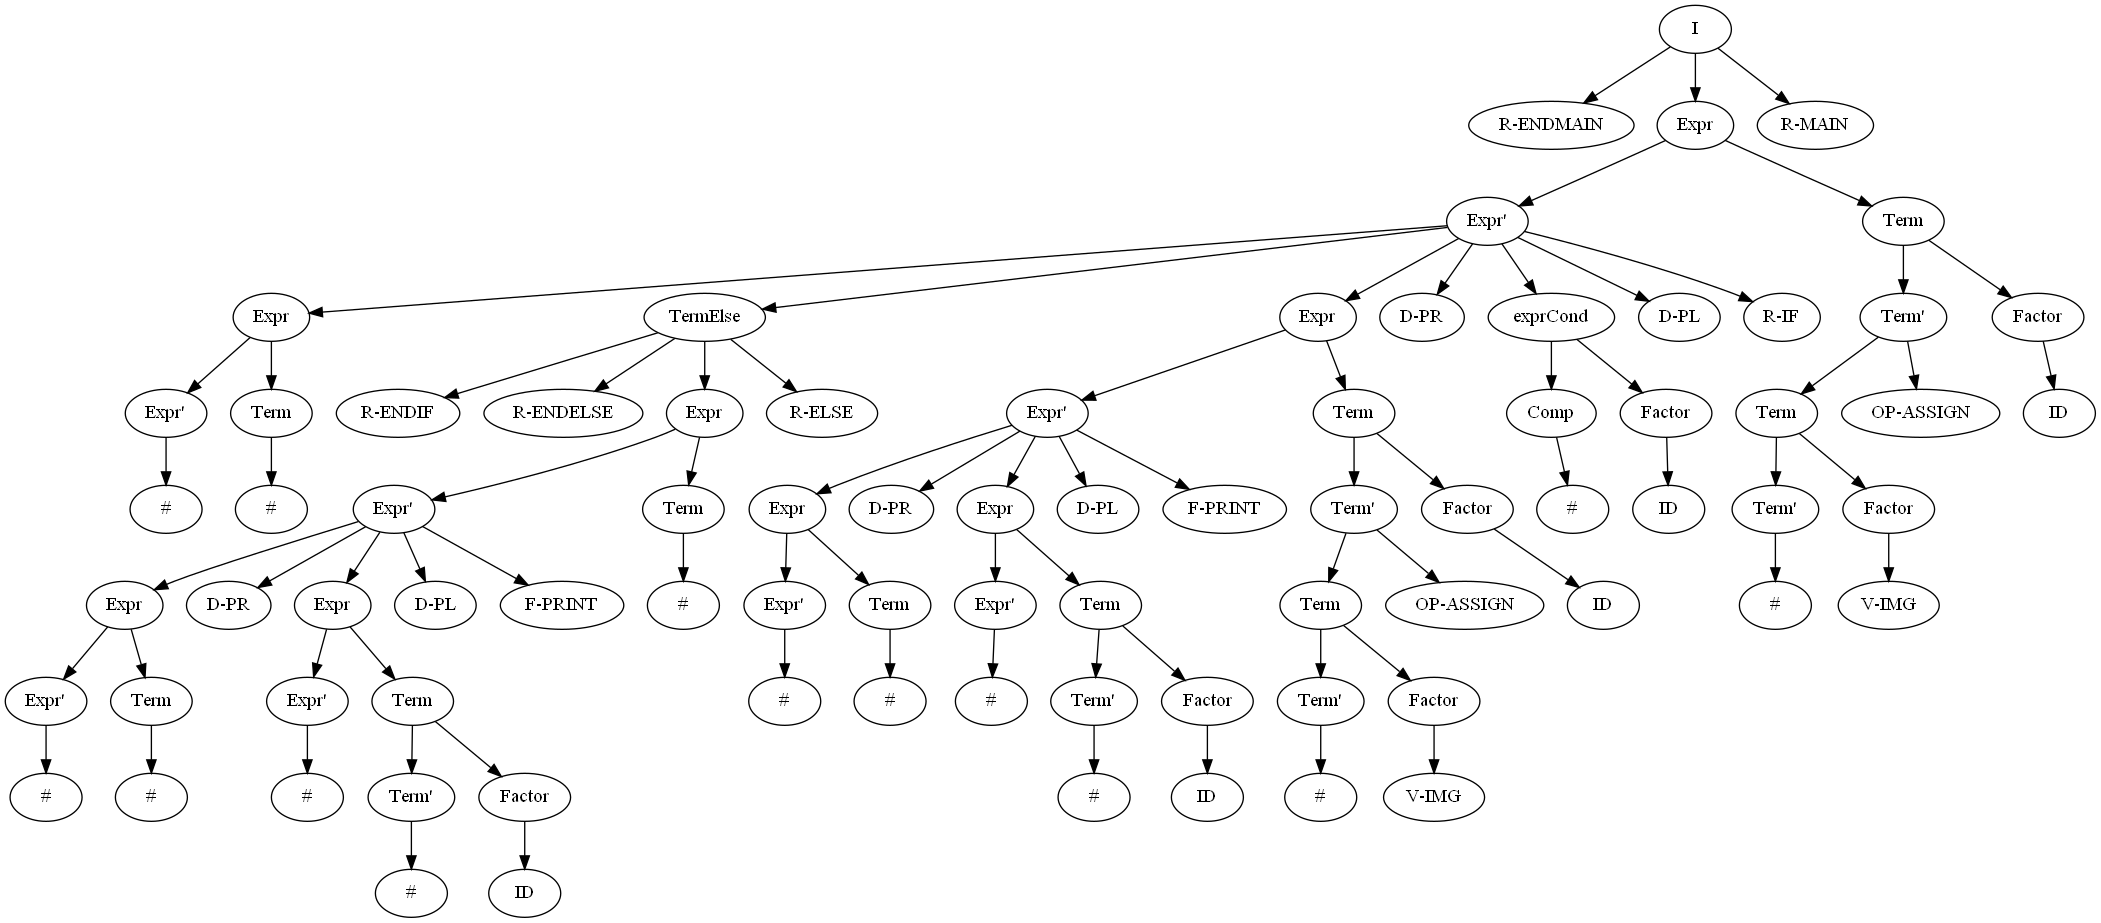 I
R-ENDMAIN Expr R-MAIN
Expr' Term
Expr TermElse Expr D-PR exprCond D-PL R-IF Term' Factor
Expr' Term R-ENDIF R-ENDELSE Expr R-ELSE Expr' Term Comp Factor Term OP-ASSIGN ID
# # Expr' Term Expr D-PR Expr D-PL F-PRINT Term' Factor # ID Term' Factor
Expr D-PR Expr D-PL F-PRINT # Expr' Term Expr' Term Term OP-ASSIGN ID # V-IMG
Expr' Term Expr' Term # # # Term' Factor Term' Factor
# # # Term' Factor # ID # V-IMG
# ID